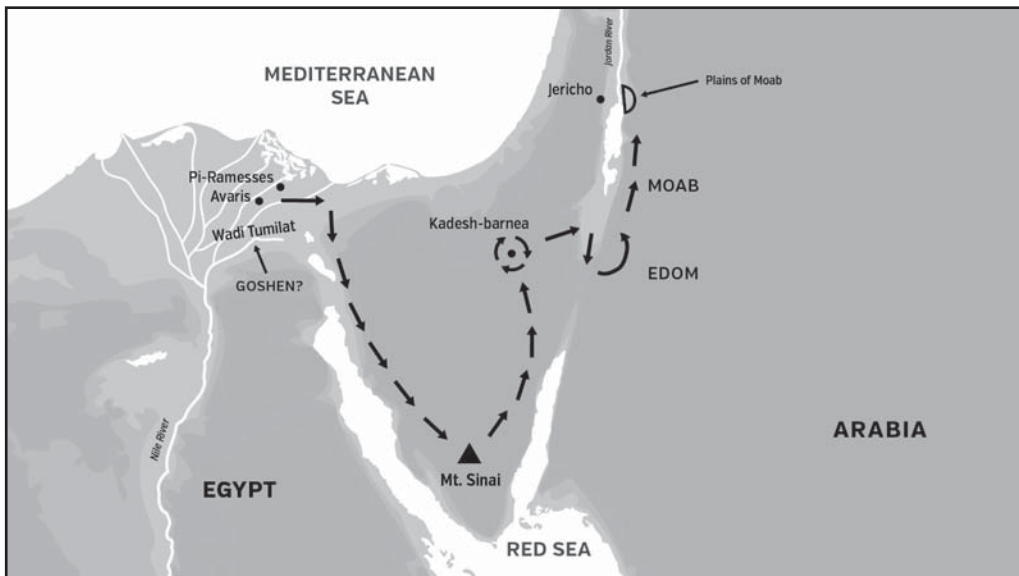 MEDITERRANEAN
SEA
Jordan River
Jericho
Plains of Moab
Pi-Ramesses
Avaris
Wadi Tumilat
GOSHEN?
Kadesh-barnea
MOAB
EDOM
Nile River
EGYPT
Mt. Sinai
ARABIA
RED SEA